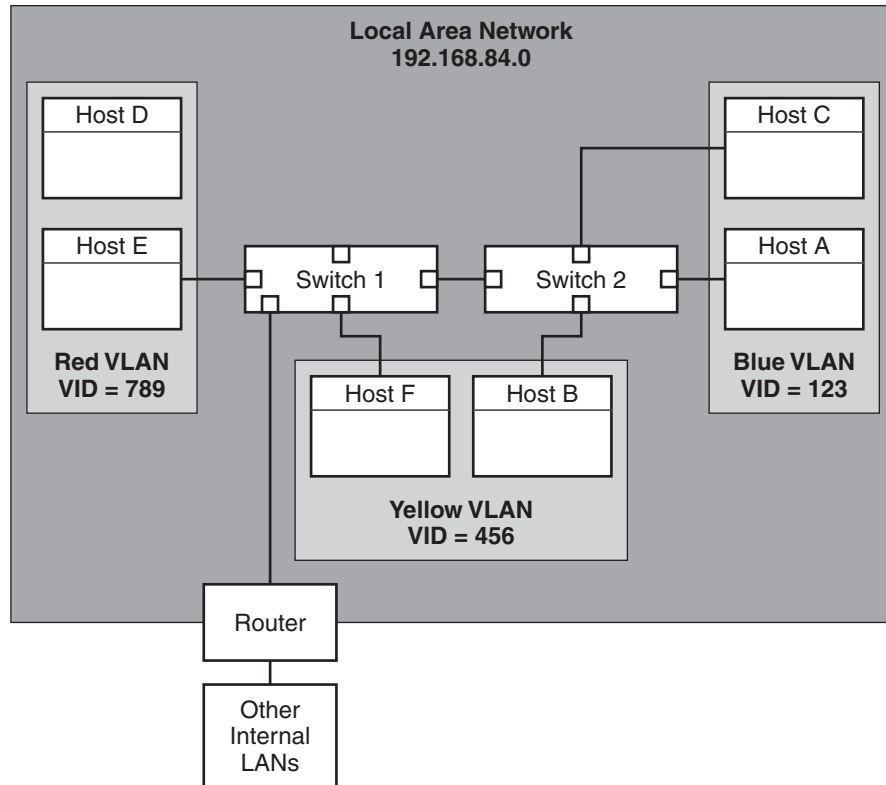 Local Area Network
192.168.84.0
Host D
Host C
Host E
Host A
Switch 1
Switch 2
Red VLAN
VID = 789
Blue VLAN
VID = 123
Host F
Host B
Yellow VLAN
VID = 456
Router
Other
Internal
LANs